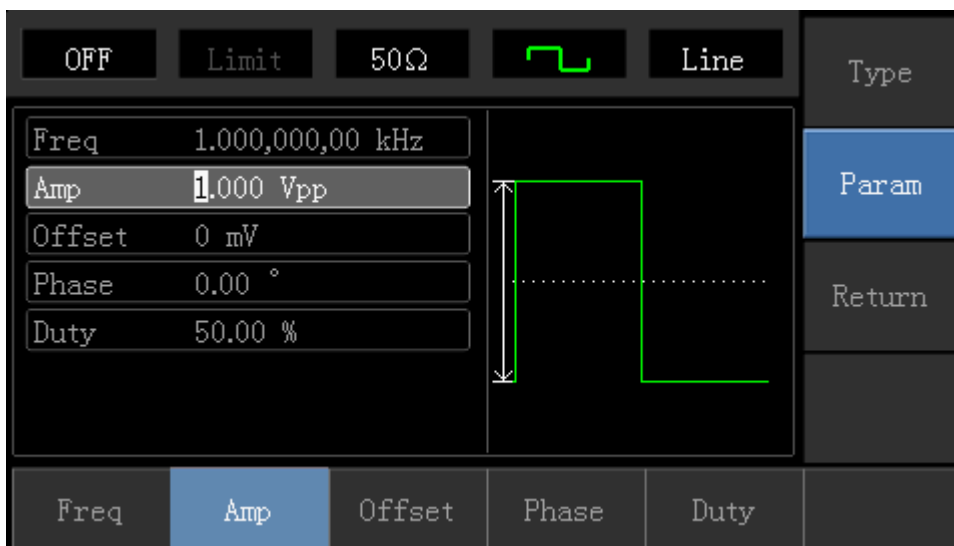 OFF Limit 50Ω Line
Type
Freq 1.000,000,00 kHz
Amp 1.000 Vpp
Param
Offset 0 mV
Phase 0.00 °
Return
Duty 50.00 %
Freq Amp Offset Phase Duty